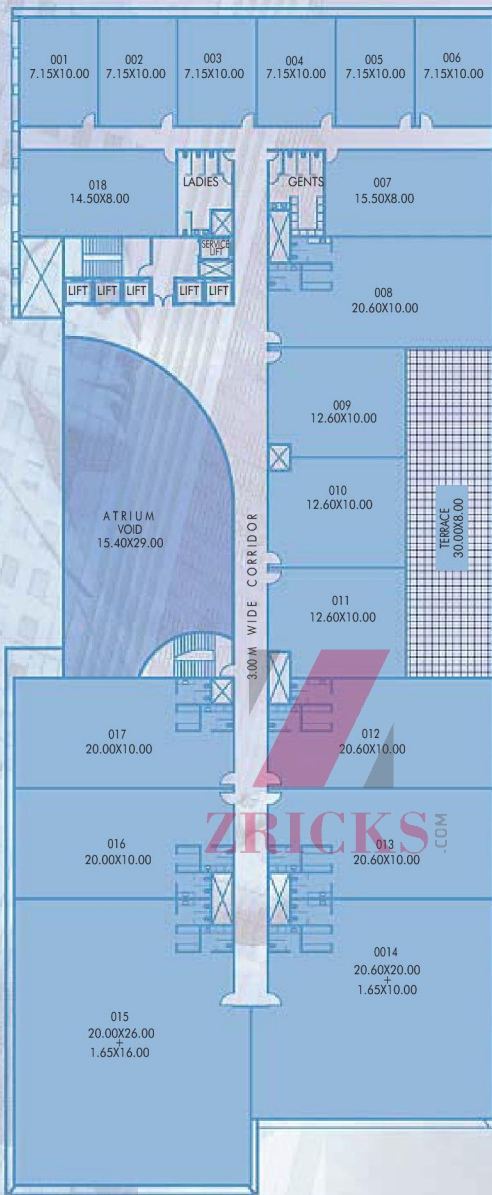 001
7.15X10.00
002
7.15X10.00
003
7.15X10.00
004
7.15X10.00
005
7.15X10.00
006
7.15X10.00
018
14.50X8.00
LADIES
GENTS
007
15.50X8.00
SERVICE
LIFT
LIFT
LIFT
LIFT
LIFT
LIFT
008
20.60X10.00
009
12.60X10.00
010
12.60X10.00
011
12.60X10.00
TERRACE
30.00X8.00
ATRIUM
VOID
15.40X29.00
3.00M WIDE CORRIDOR
017
20.00X10.00
012
20.60X10.00
ZRICKS.COM
016
20.00X10.00
013
20.60X10.00
0014
20.60X20.00
+
1.65X10.00
015
20.00X26.00
+
1.65X16.00